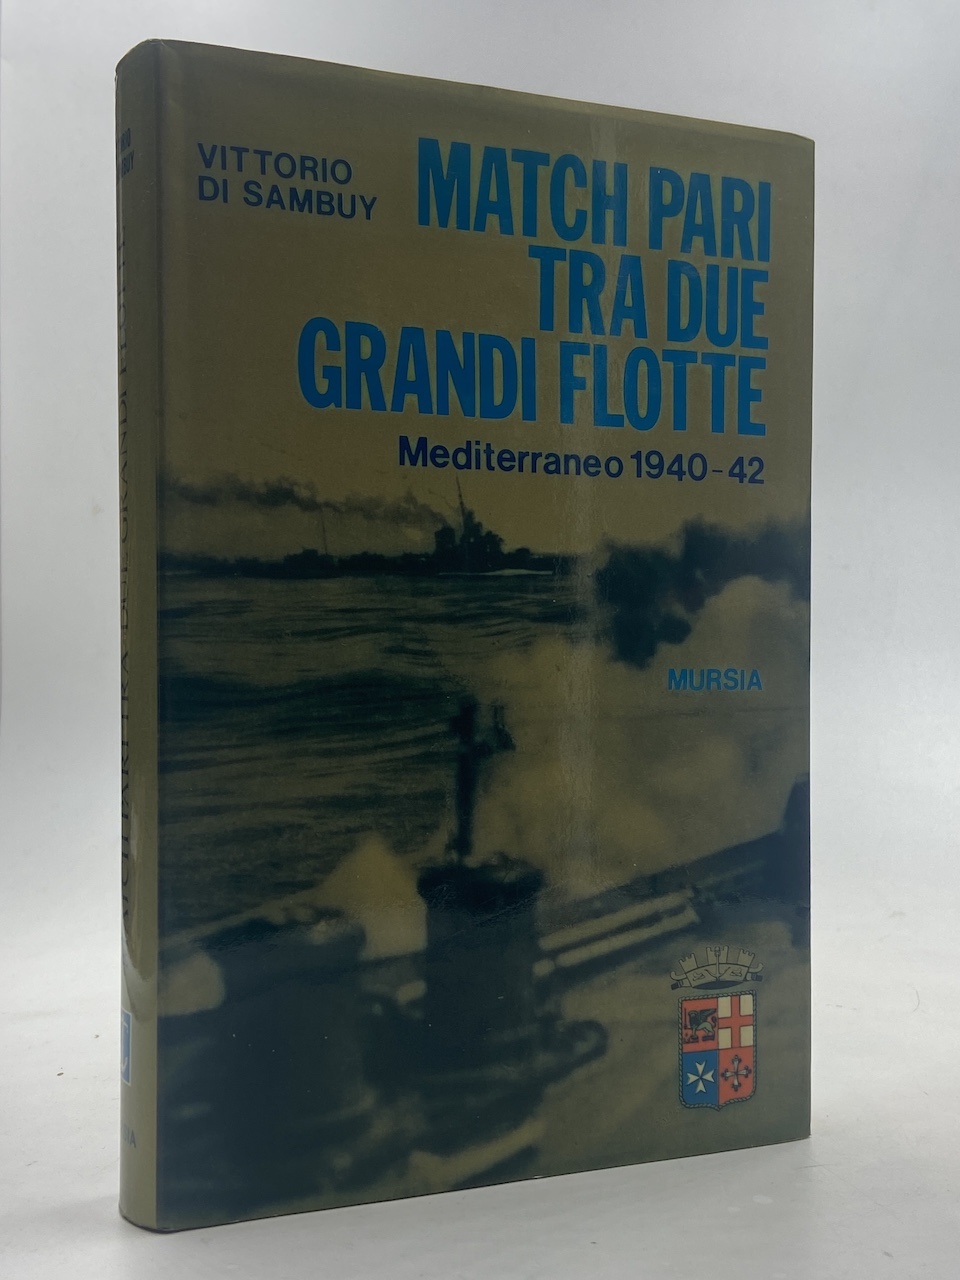 VITTORIO
DI SAMBUY
MATCH PARI
TRA DUE
GRANDI FLOTTE
Mediterraneo 1940-42
MURSIA